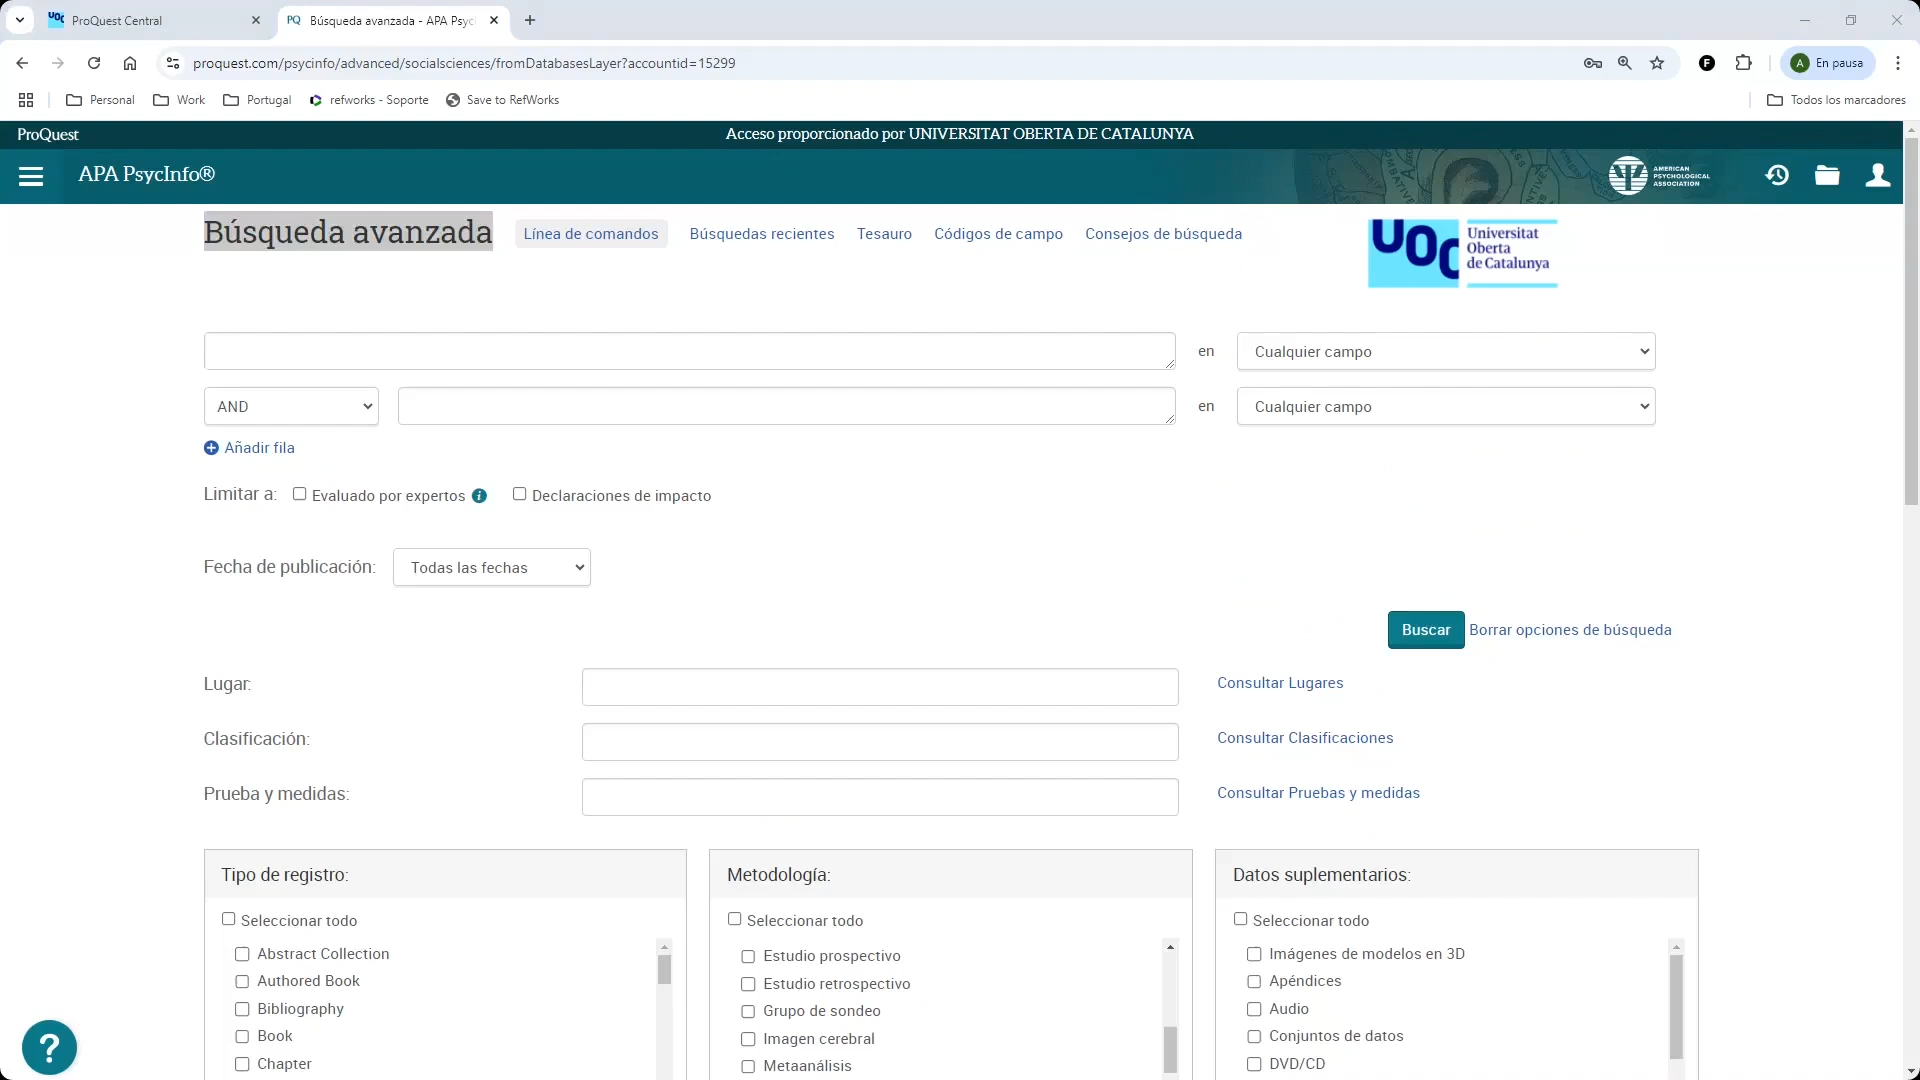 ProQuest Central
PQ Búsqueda avanzada - APA Psyc
proquest.com/psycinfo/advanced/socialsciences/fromDatabasesLayer?accountid=15299
F
A En pausa
Personal Work Portugal refworks - Soporte Save to RefWorks Todos los marcadores
ProQuest Acceso proporcionado por UNIVERSITAT OBERTA DE CATALUNYA
APA PsycInfo®
AMERICAN
PSYCHOLOGICAL
ASSOCIATION
Búsqueda avanzada Línea de comandos Búsquedas recientes Tesauro Códigos de campo Consejos de búsqueda
UOC
Universitat
Oberta
de Catalunya
en Cualquier campo
AND en Cualquier campo
Añadir fila
Limitar a: Evaluado por expertos i Declaraciones de impacto
Fecha de publicación: Todas las fechas
Buscar Borrar opciones de búsqueda
Lugar: Consultar Lugares
Clasificación: Consultar Clasificaciones
Prueba y medidas: Consultar Pruebas y medidas
Tipo de registro:
Seleccionar todo
Abstract Collection
Authored Book
Bibliography
Book
Chapter
Metodología:
Seleccionar todo
Estudio prospectivo
Estudio retrospectivo
Grupo de sondeo
Imagen cerebral
Metaanálisis
Datos suplementarios:
Seleccionar todo
Imágenes de modelos en 3D
Apéndices
Audio
Conjuntos de datos
DVD/CD
?